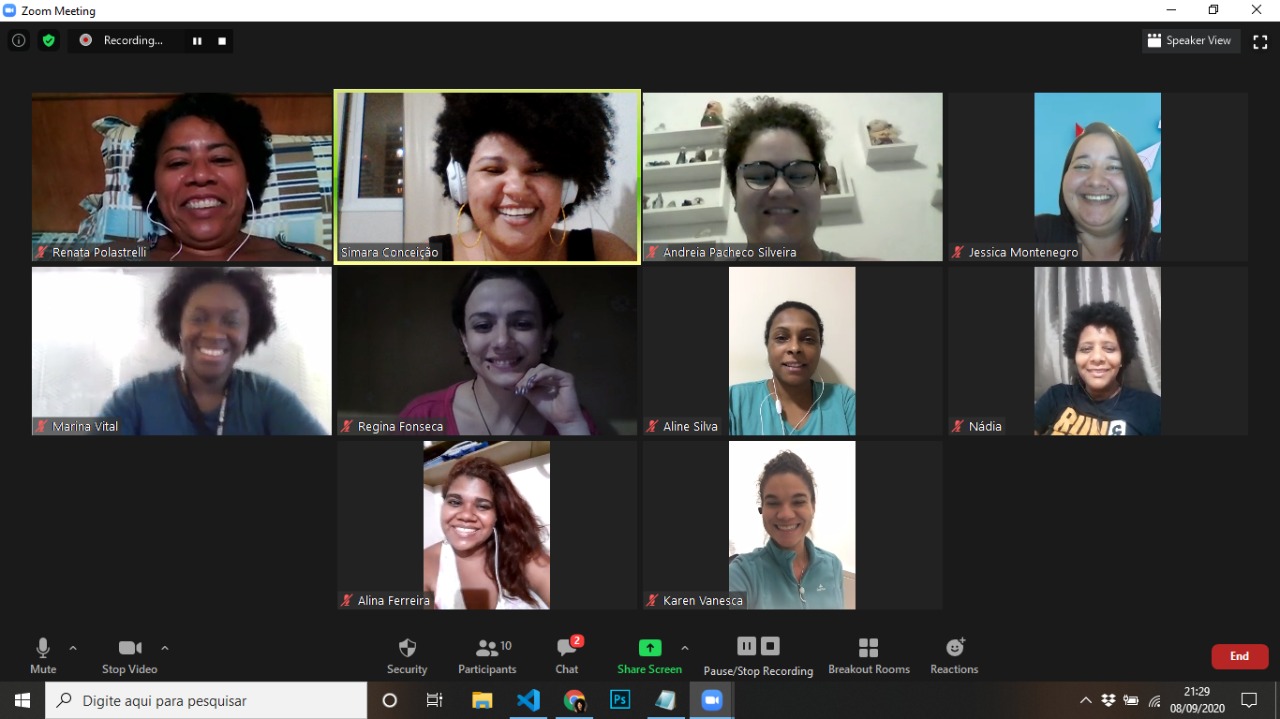 Zoom Meeting
Recording...
Speaker View
Renata Polastrelli
Simara Conceição
Andreia Pacheco Silveira
Jessica Montenegro
Marina Vital
Regina Fonseca
Aline Silva
Nádia
RUN&
Alina Ferreira
Karen Vanesca
10
2
Mute
Stop Video
Security
Participants
Chat
Share Screen
Pause/Stop Recording
Breakout Rooms
Reactions
End
Digite aqui para pesquisar
Ps
21:29
08/09/2020